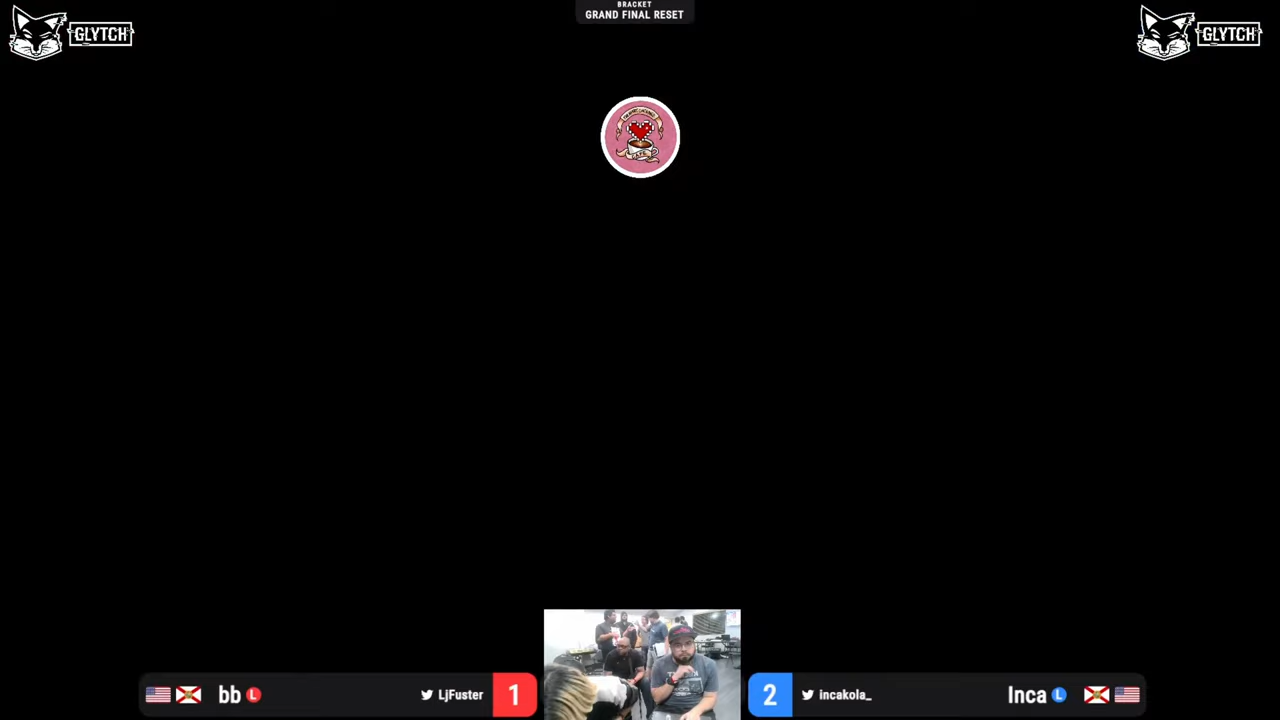 GLYTCH
BRACKET
GRAND FINAL RESET
GLYTCH
bb L
LjFuster
1
2
incakola_
Inca L